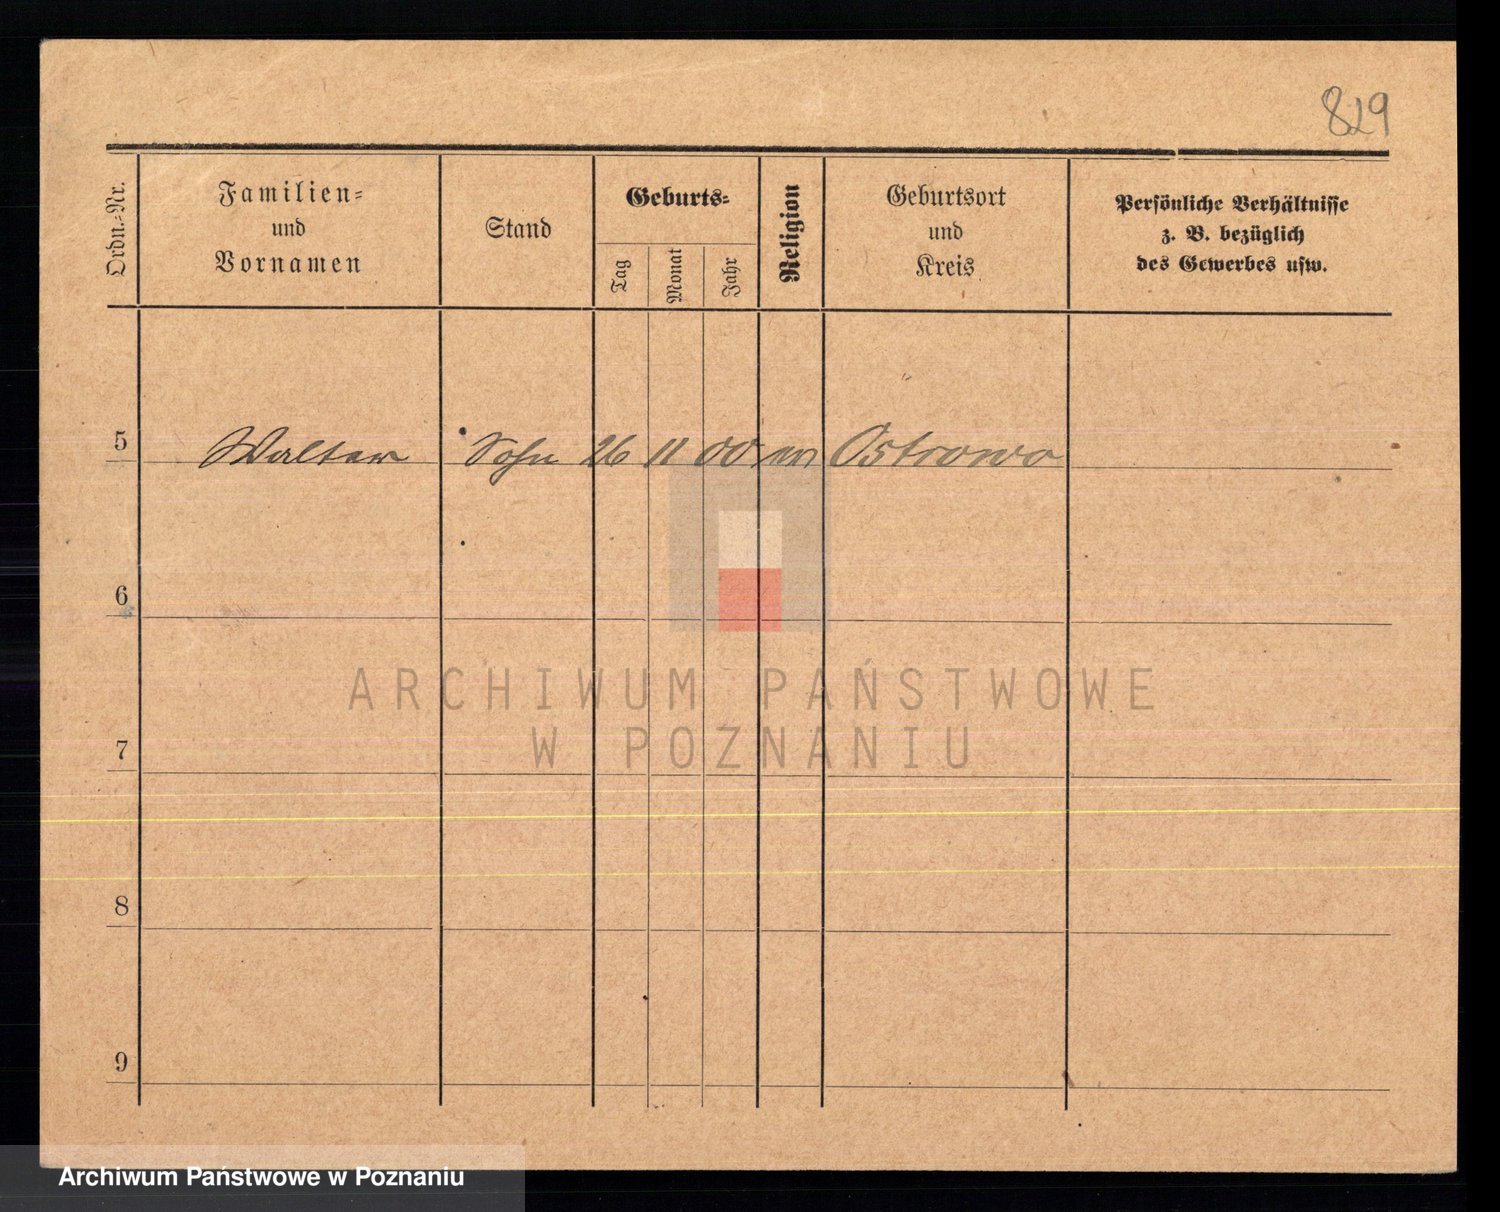 829
Ordn.-Nr.
Familien-
und
Vornamen
Stand
Geburts-
Tag
Monat
Jahr
Religion
Geburtsort
und
Kreis
Persönliche Verhältnisse
z. B. bezüglich
des Gewerbes usw.
5 Walter Sohn 26 11 00 Ostrowo
6
ARCHIWUM PAŃSTWOWE
W POZNANIU
7
8
9
Archiwum Państwowe w Poznaniu